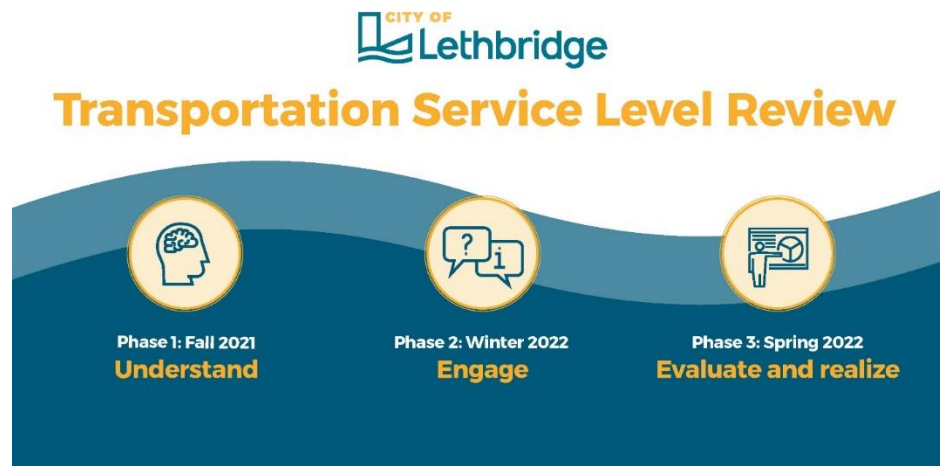 CITY OF
Lethbridge
Transportation Service Level Review
?
i
Phase 1: Fall 2021
Understand
Phase 2: Winter 2022
Engage
Phase 3: Spring 2022
Evaluate and realize